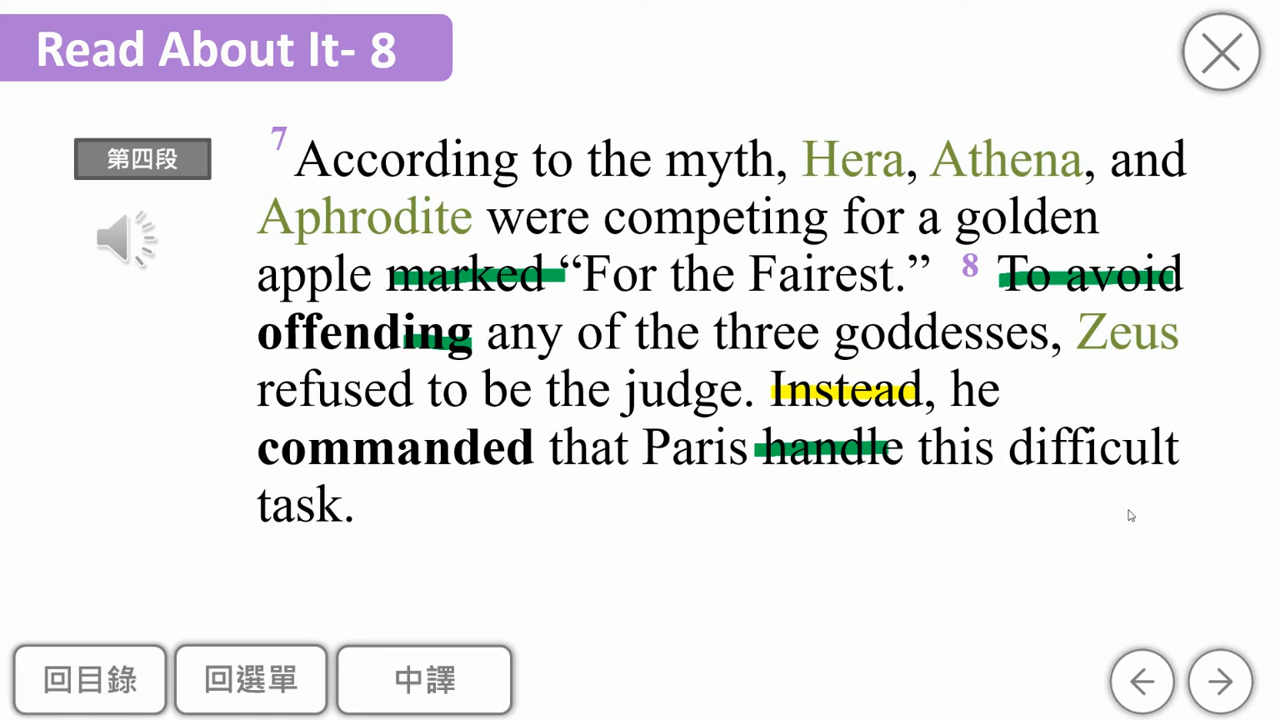 Read About It- 8
第四段
7 According to the myth, Hera, Athena, and
Aphrodite were competing for a golden
apple marked “For the Fairest.” 8 To avoid
offending any of the three goddesses, Zeus
refused to be the judge. Instead, he
commanded that Paris handle this difficult
task.
回目錄 回選單 中譯